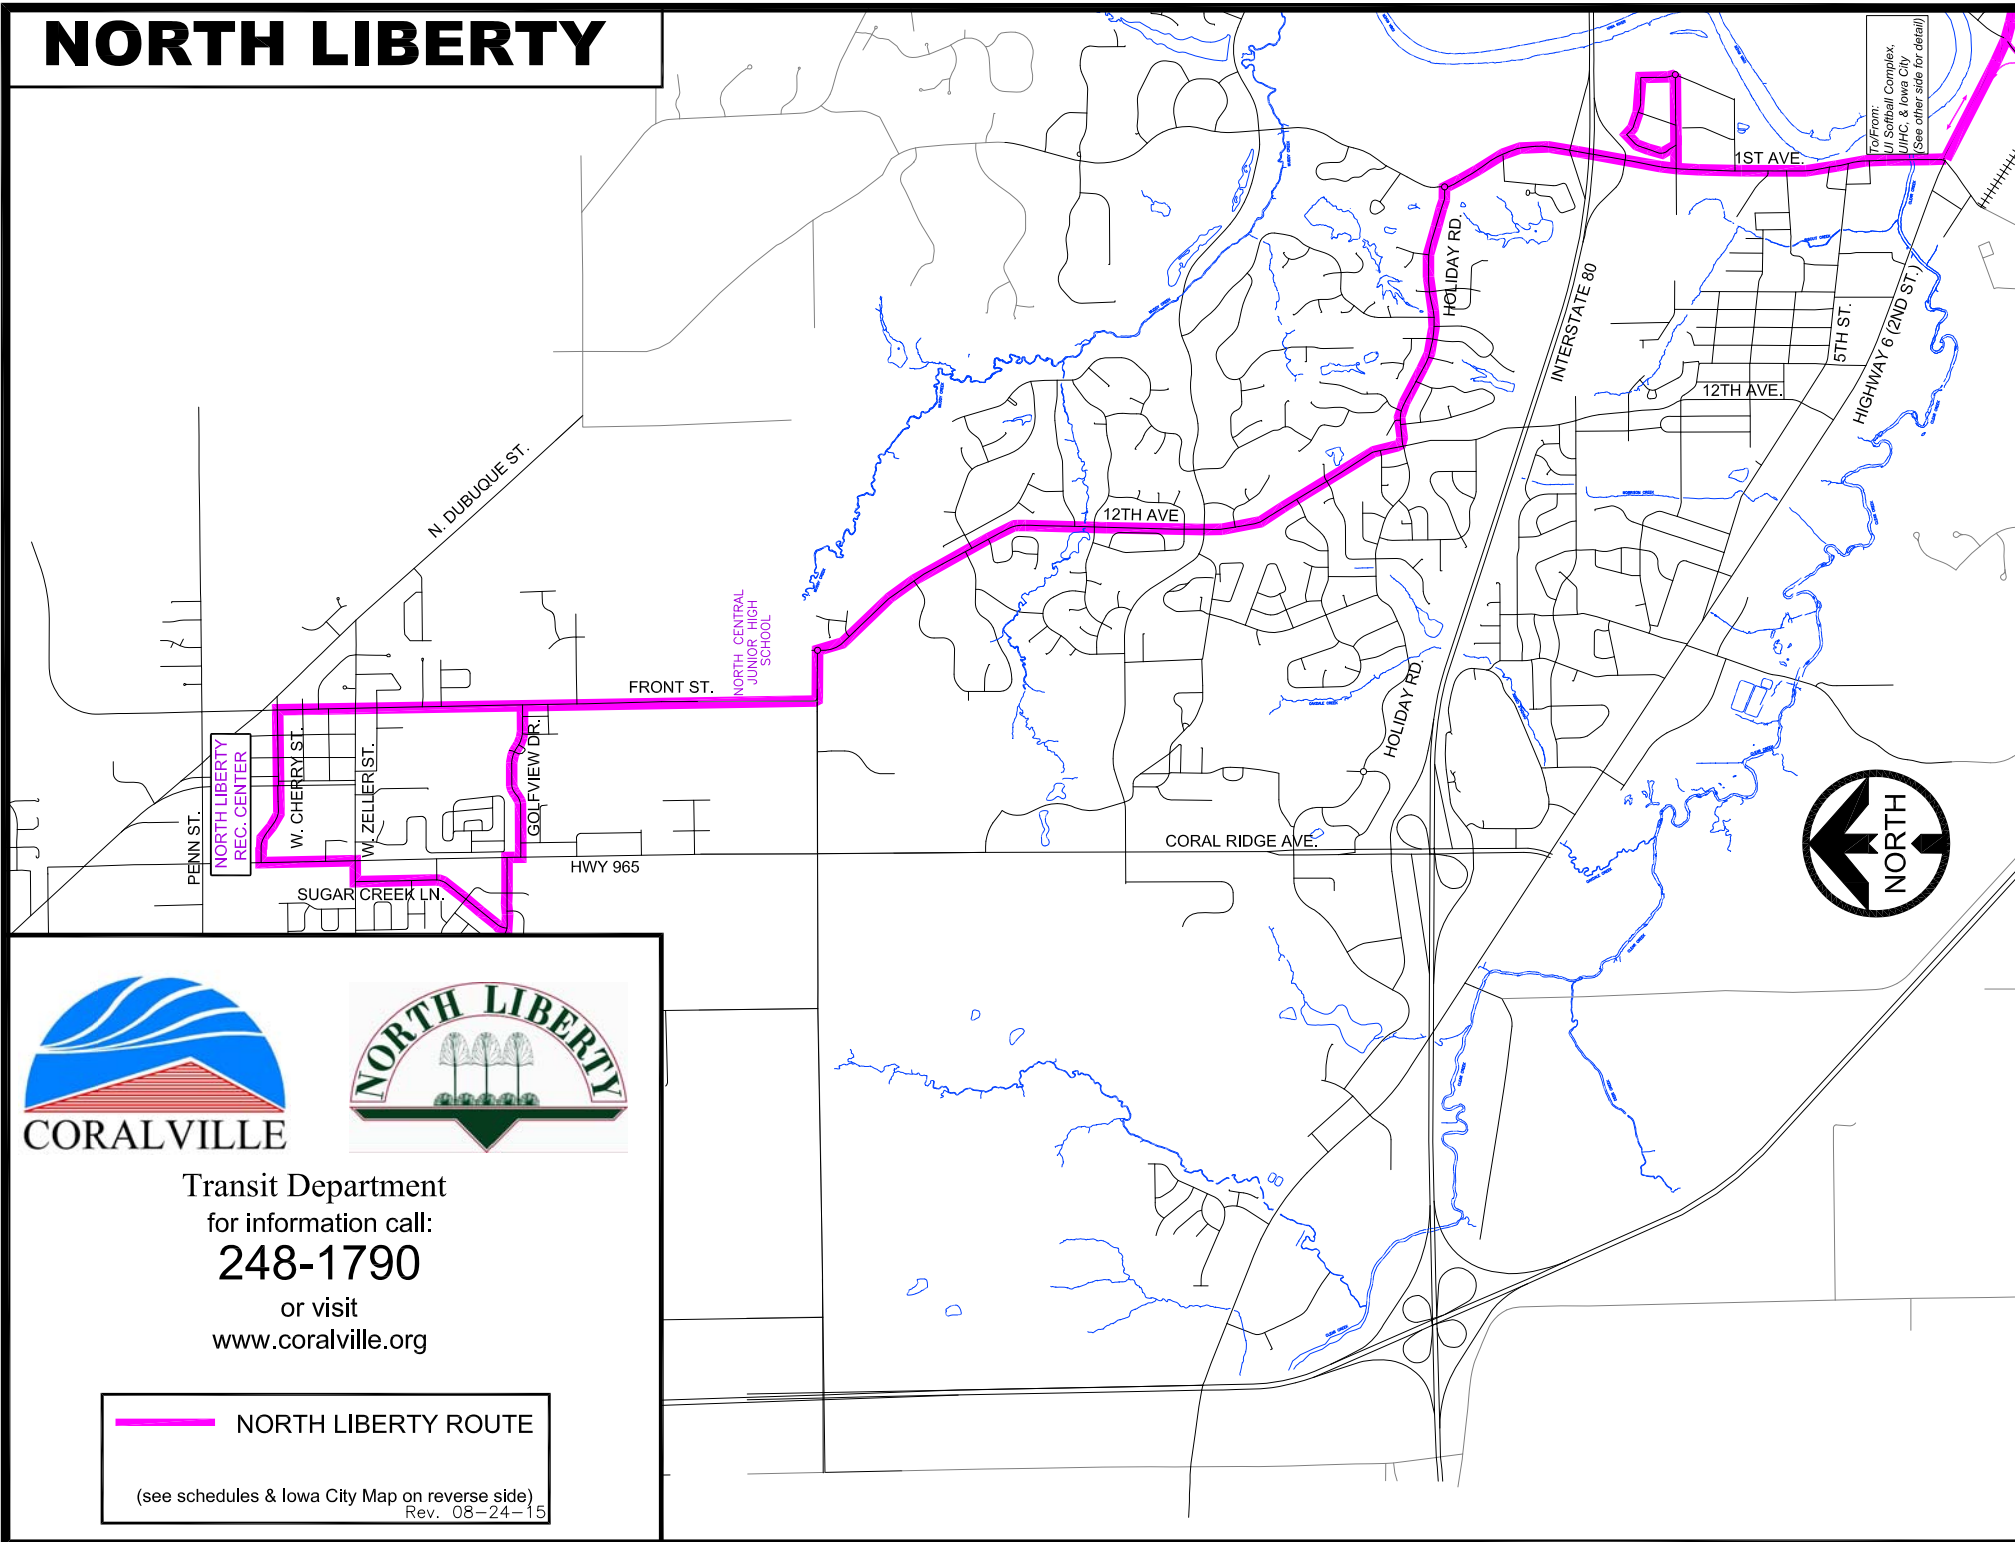 NORTH LIBERTY
To/From:
UI Softball Complex,
UIHC, & Iowa City
(See other side for detail)
1ST AVE.
HOLIDAY RD.
INTERSTATE 80
5TH ST.
HIGHWAY 6 (2ND ST.)
12TH AVE.
N. DUBUQUE ST.
12TH AVE
NORTH CENTRAL
JUNIOR HIGH
SCHOOL
FRONT ST.
HOLIDAY RD.
PENN ST.
NORTH LIBERTY
REC. CENTER
W. CHERRY ST.
W. ZELLER ST.
GOLFVIEW DR.
HWY 965
CORAL RIDGE AVE.
SUGAR CREEK LN.
NORTH
CORALVILLE
NORTH LIBERTY
Transit Department
for information call:
248-1790
or visit
www.coralville.org
NORTH LIBERTY ROUTE
(see schedules & Iowa City Map on reverse side)
Rev. 08-24-15